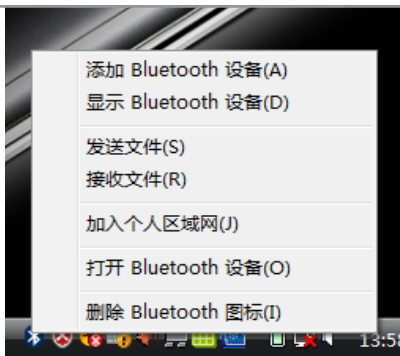 添加 Bluetooth 设备(A)
显示 Bluetooth 设备(D)
发送文件(S)
接收文件(R)
加入个人区域网(J)
打开 Bluetooth 设备(O)
删除 Bluetooth 图标(I)
13:58